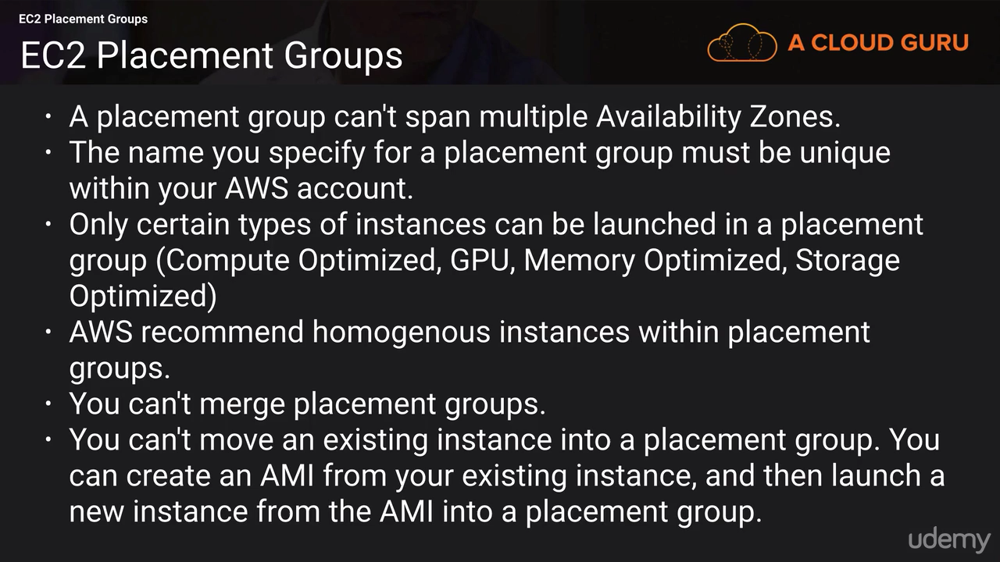 EC2 Placement Groups
EC2 Placement Groups
A CLOUD GURU
• A placement group can't span multiple Availability Zones.
• The name you specify for a placement group must be unique
within your AWS account.
• Only certain types of instances can be launched in a placement
group (Compute Optimized, GPU, Memory Optimized, Storage
Optimized)
• AWS recommend homogenous instances within placement
groups.
• You can't merge placement groups.
• You can't move an existing instance into a placement group. You
can create an AMI from your existing instance, and then launch a
new instance from the AMI into a placement group.
udemy